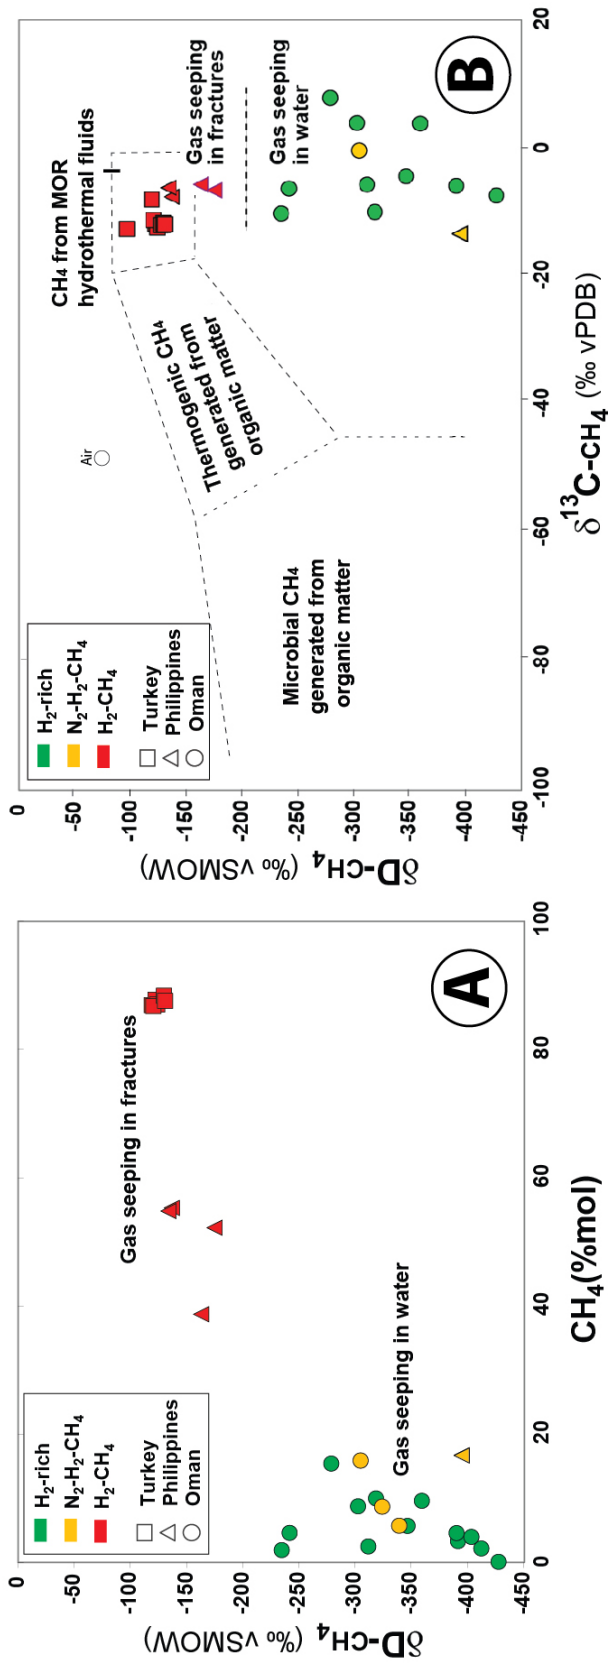 δD-CH₄ (‰ vSMOW)
0
-50
-100
-150
-200
-250
-300
-350
-400
-450
H₂-rich
N₂-H₂-CH₄
H₂-CH₄
Turkey
Philippines
Oman
Gas seeping in fractures
Gas seeping in water
A
0
20
40
60
80
100
CH₄(%mol)
δD-CH₄ (‰ vSMOW)
0
-50
-100
-150
-200
-250
-300
-350
-400
-450
H₂-rich
N₂-H₂-CH₄
H₂-CH₄
Turkey
Philippines
Oman
Air
CH₄ from MOR
hydrothermal fluids
Thermogenic CH₄
generated from
organic matter
Gas seeping
in fractures
Gas seeping
in water
Microbial CH₄
generated from
organic matter
B
-100
-80
-60
-40
-20
0
20
δ¹³C-CH₄ (‰ vPDB)